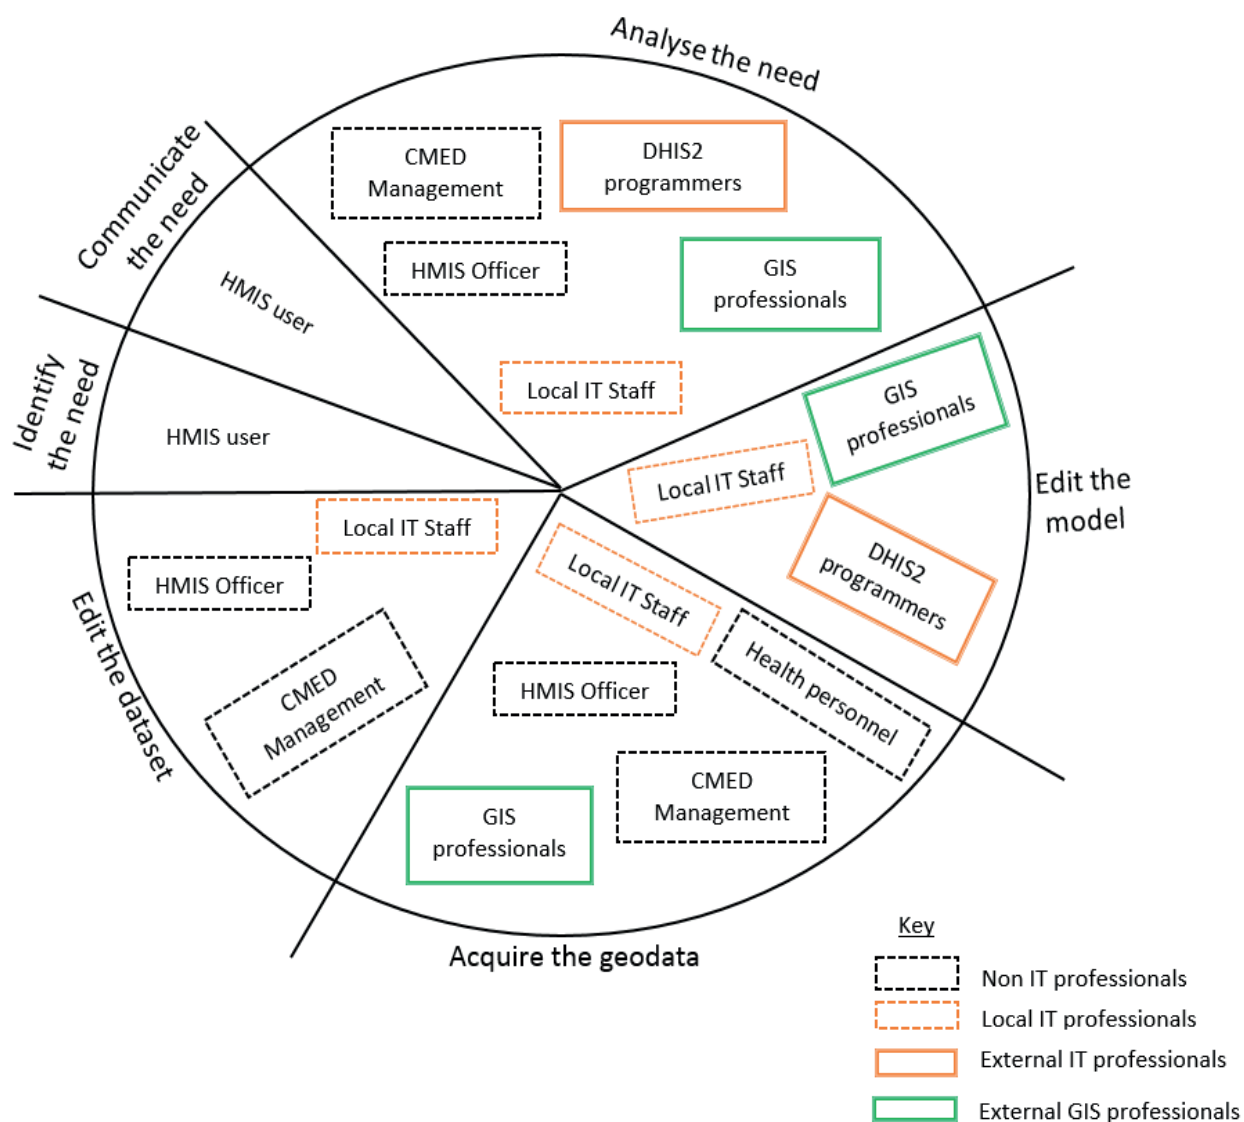 Analyse the need
Communicate
the need
Identify
the need
CMED
Management
DHIS2
programmers
HMIS Officer
GIS
professionals
Local IT Staff
HMIS user
HMIS user
GIS
professionals
Local IT Staff
DHIS2
programmers
Edit the
model
Local IT Staff
HMIS Officer
CMED
Management
Edit the dataset
Local IT Staff
Health personnel
HMIS Officer
CMED
Management
GIS
professionals
Acquire the geodata
Key
Non IT professionals
Local IT professionals
External IT professionals
External GIS professionals